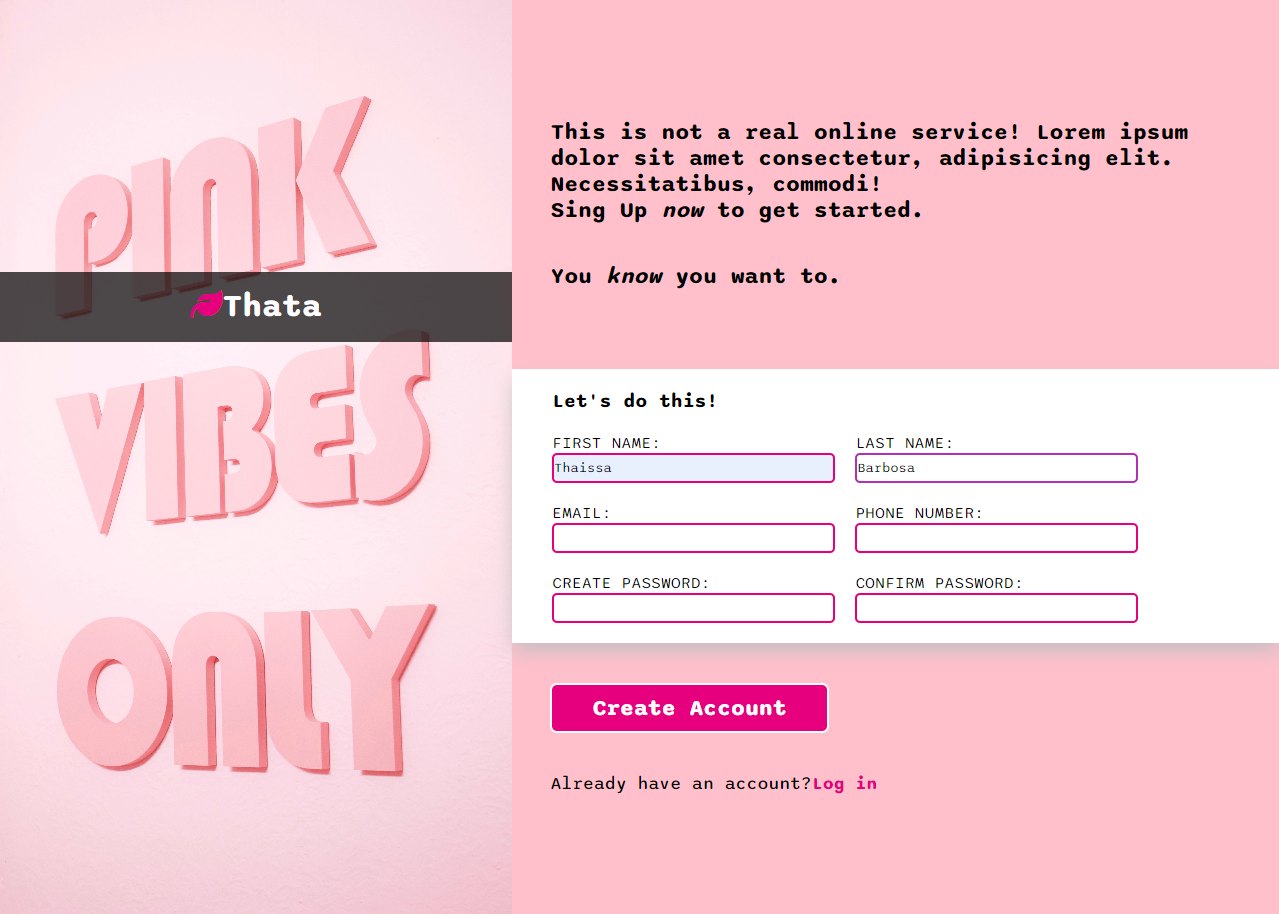 PINK
Thata
VIBES
ONLY
This is not a real online service! Lorem ipsum
dolor sit amet consectetur, adipisicing elit.
Necessitatibus, commodi!
Sing Up now to get started.
You know you want to.
Let's do this!
FIRST NAME: LAST NAME:
Thaissa Barbosa
EMAIL: PHONE NUMBER:
CREATE PASSWORD: CONFIRM PASSWORD:
Create Account
Already have an account?Log in